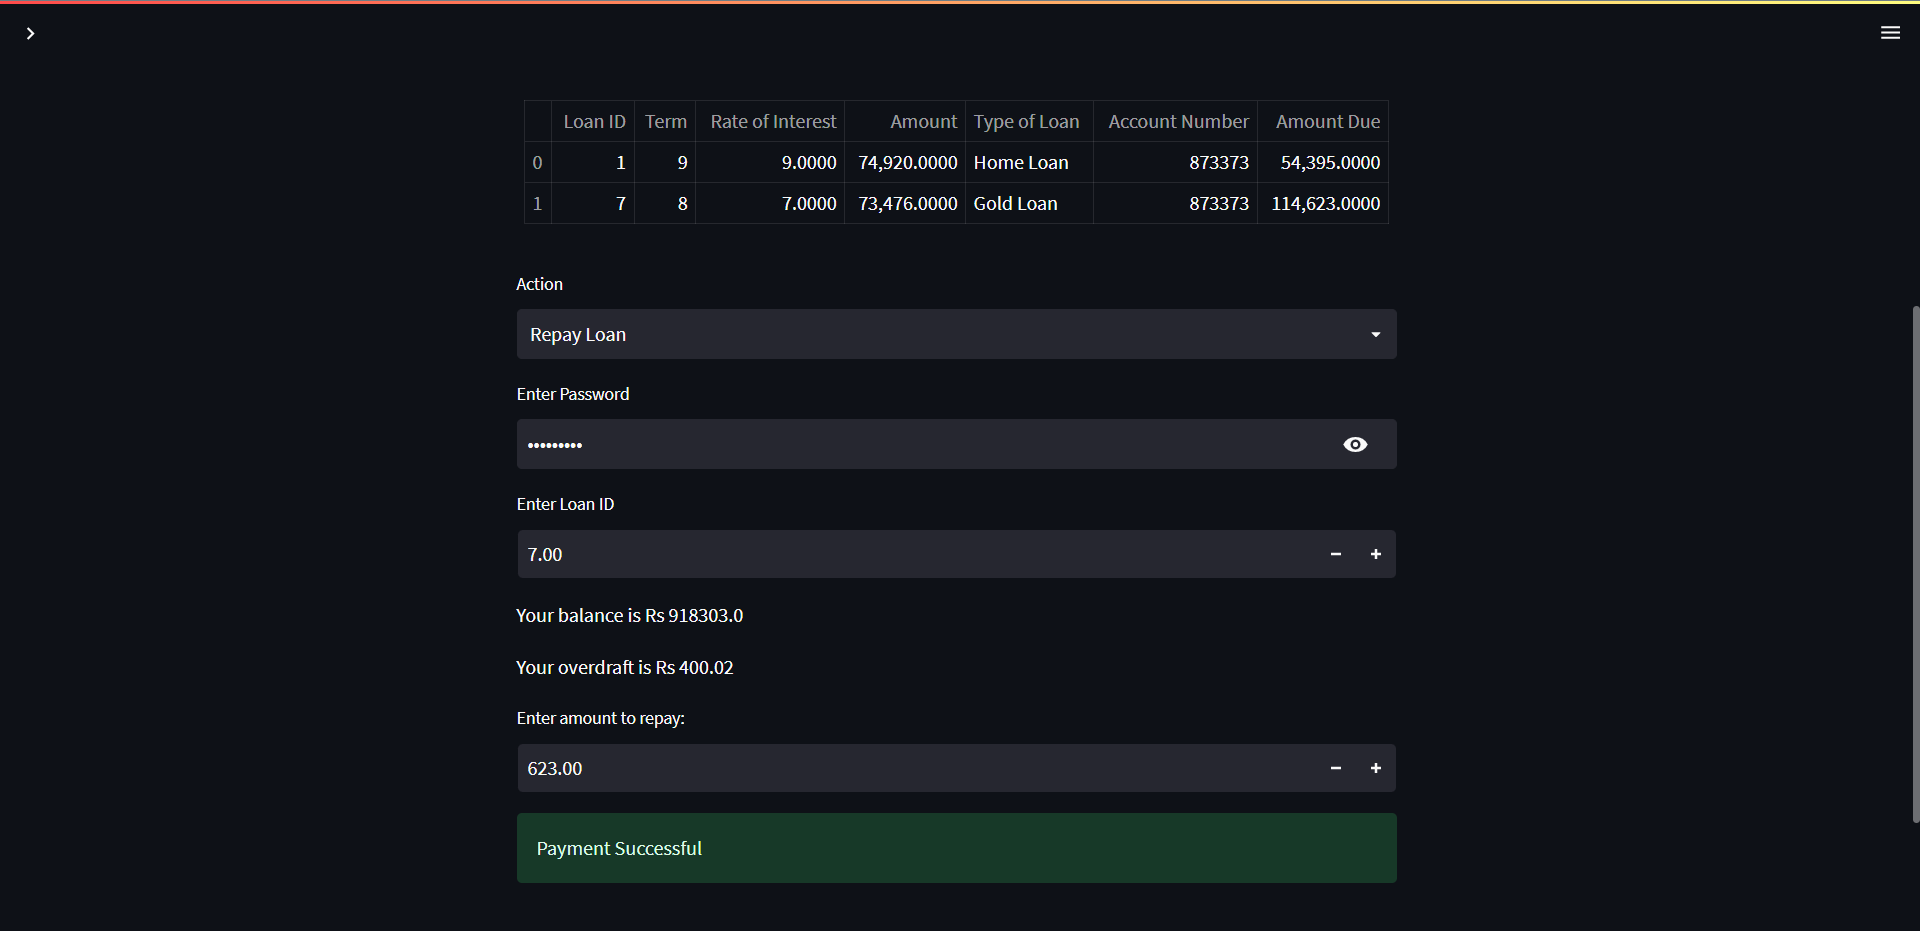 Loan ID Term Rate of Interest Amount Type of Loan Account Number Amount Due
0 1 9 9.0000 74,920.0000 Home Loan 873373 54,395.0000
1 7 8 7.0000 73,476.0000 Gold Loan 873373 114,623.0000
Action
Repay Loan
Enter Password
•••••••••
Enter Loan ID
7.00
Your balance is Rs 918303.0
Your overdraft is Rs 400.02
Enter amount to repay:
623.00
Payment Successful